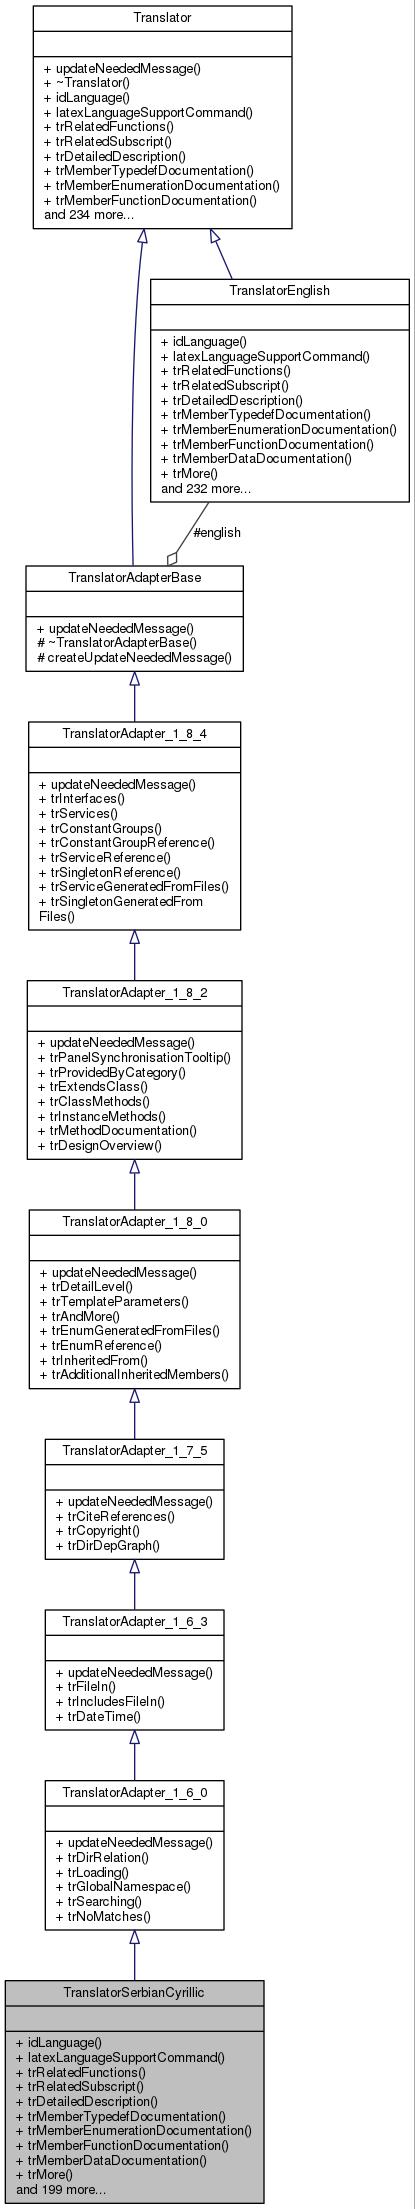 Translator
+ updateNeededMessage()
+ ~Translator()
+ idLanguage()
+ latexLanguageSupportCommand()
+ trRelatedFunctions()
+ trRelatedSubscript()
+ trDetailedDescription()
+ trMemberTypedefDocumentation()
+ trMemberEnumerationDocumentation()
+ trMemberFunctionDocumentation()
and 234 more...
TranslatorEnglish
+ idLanguage()
+ latexLanguageSupportCommand()
+ trRelatedFunctions()
+ trRelatedSubscript()
+ trDetailedDescription()
+ trMemberTypedefDocumentation()
+ trMemberEnumerationDocumentation()
+ trMemberFunctionDocumentation()
+ trMemberDataDocumentation()
+ trMore()
and 232 more...
#english
TranslatorAdapterBase
+ updateNeededMessage()
# ~TranslatorAdapterBase()
# createUpdateNeededMessage()
TranslatorAdapter_1_8_4
+ updateNeededMessage()
+ trInterfaces()
+ trServices()
+ trConstantGroups()
+ trConstantGroupReference()
+ trServiceReference()
+ trSingletonReference()
+ trServiceGeneratedFromFiles()
+ trSingletonGeneratedFrom
Files()
TranslatorAdapter_1_8_2
+ updateNeededMessage()
+ trPanelSynchronisationTooltip()
+ trProvidedByCategory()
+ trExtendsClass()
+ trClassMethods()
+ trInstanceMethods()
+ trMethodDocumentation()
+ trDesignOverview()
TranslatorAdapter_1_8_0
+ updateNeededMessage()
+ trDetailLevel()
+ trTemplateParameters()
+ trAndMore()
+ trEnumGeneratedFromFiles()
+ trEnumReference()
+ trInheritedFrom()
+ trAdditionalInheritedMembers()
TranslatorAdapter_1_7_5
+ updateNeededMessage()
+ trCiteReferences()
+ trCopyright()
+ trDirDepGraph()
TranslatorAdapter_1_6_3
+ updateNeededMessage()
+ trFileIn()
+ trIncludesFileIn()
+ trDateTime()
TranslatorAdapter_1_6_0
+ updateNeededMessage()
+ trDirRelation()
+ trLoading()
+ trGlobalNamespace()
+ trSearching()
+ trNoMatches()
TranslatorSerbianCyrillic
+ idLanguage()
+ latexLanguageSupportCommand()
+ trRelatedFunctions()
+ trRelatedSubscript()
+ trDetailedDescription()
+ trMemberTypedefDocumentation()
+ trMemberEnumerationDocumentation()
+ trMemberFunctionDocumentation()
+ trMemberDataDocumentation()
+ trMore()
and 199 more...